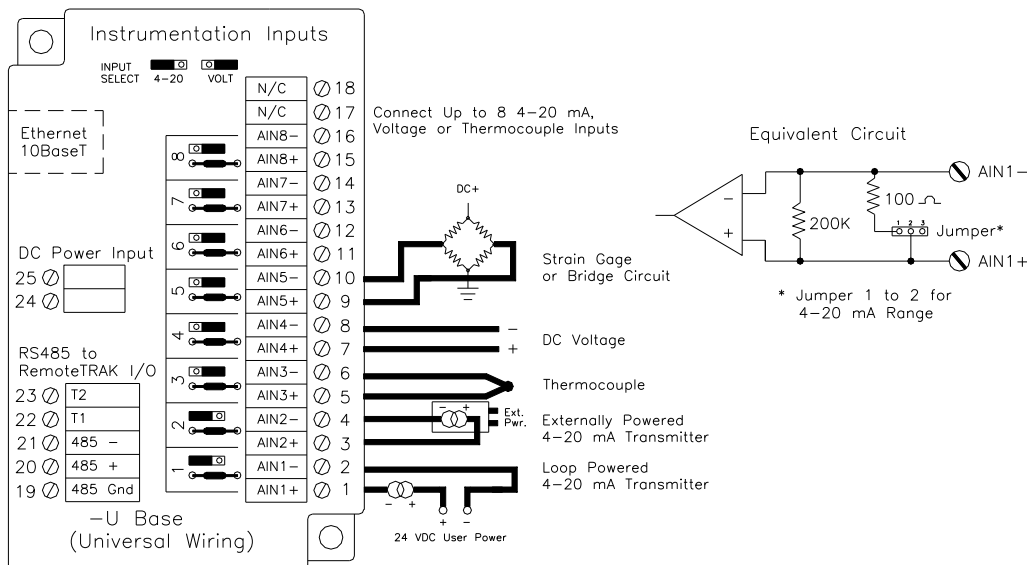 Instrumentation Inputs
INPUT
SELECT
4-20
VOLT
N/C 18
N/C 17
AIN8- 16
AIN8+ 15
AIN7- 14
AIN7+ 13
AIN6- 12
AIN6+ 11
AIN5- 10
AIN5+ 9
AIN4- 8
AIN4+ 7
AIN3- 6
AIN3+ 5
AIN2- 4
AIN2+ 3
AIN1- 2
AIN1+ 1
8
7
6
5
4
3
2
1
Ethernet
10BaseT
DC Power Input
25
24
RS485 to
RemoteTRAK I/O
23 T2
22 T1
21 485 -
20 485 +
19 485 Gnd
-U Base
(Universal Wiring)
Connect Up to 8 4-20 mA,
Voltage or Thermocouple Inputs
DC+
Strain Gage
or Bridge Circuit
-
+
DC Voltage
Thermocouple
- +
Ext.
Pwr.
Externally Powered
4-20 mA Transmitter
Loop Powered
4-20 mA Transmitter
- +
+ -
24 VDC User Power
Equivalent Circuit
AIN1-
-
+
200K
100 Ω
1 2 3
Jumper*
AIN1+
* Jumper 1 to 2 for
4-20 mA Range